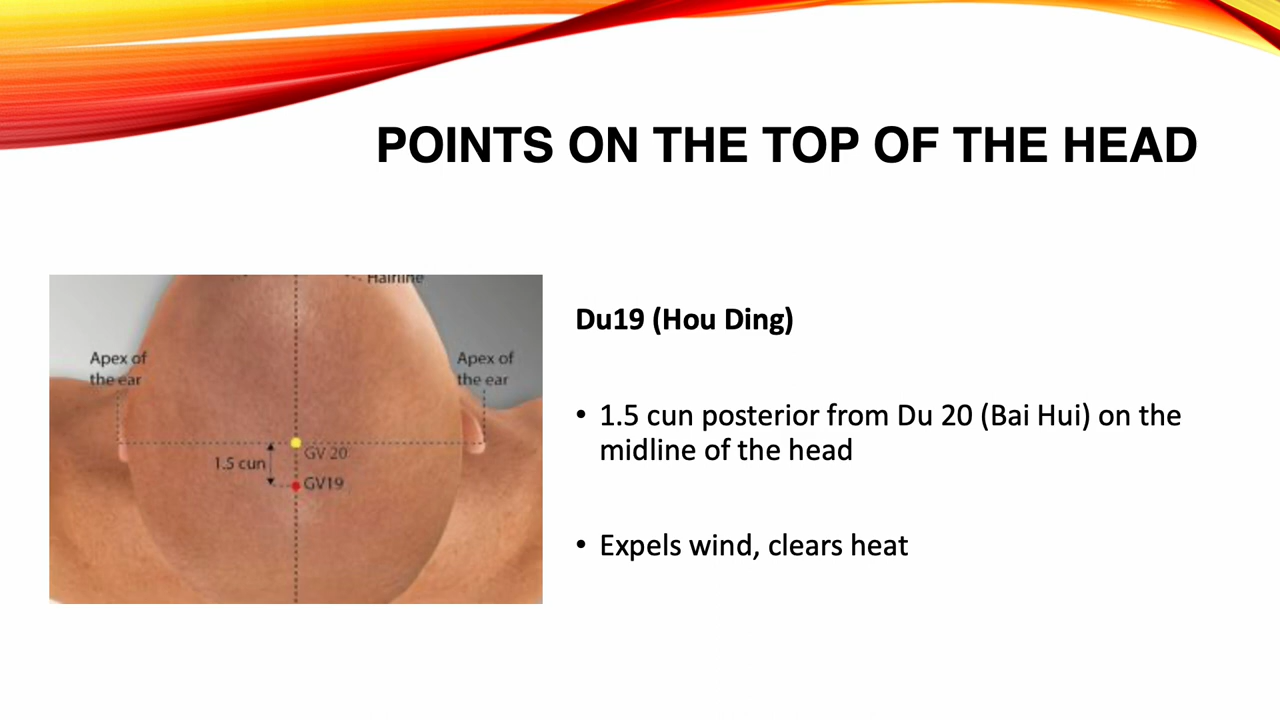 POINTS ON THE TOP OF THE HEAD
Hairline
Apex of
the ear
Apex of
the ear
GV 20
1.5 cun
GV19
Du19 (Hou Ding)
• 1.5 cun posterior from Du 20 (Bai Hui) on the
midline of the head
• Expels wind, clears heat